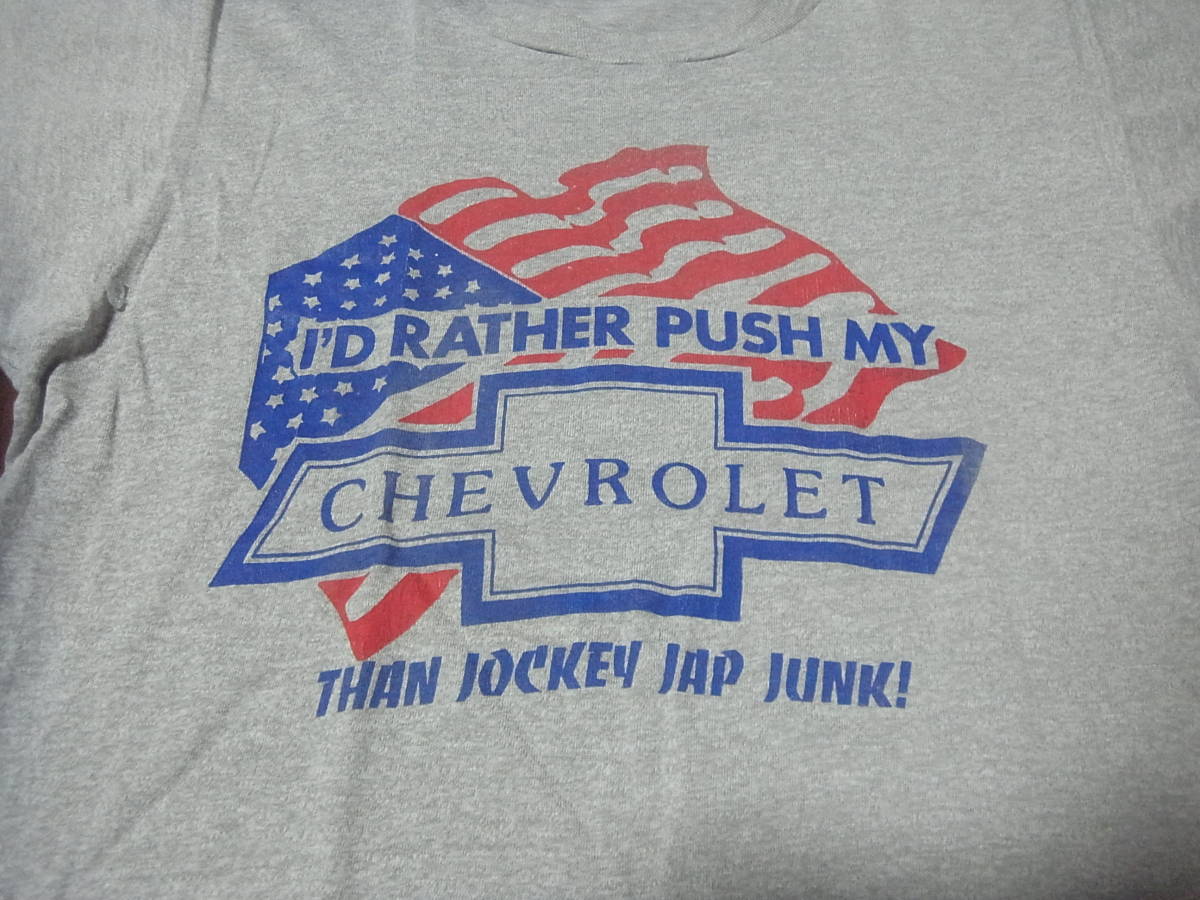 I'D RATHER PUSH MY
CHEVROLET
THAN JOCKEY JAP JUNK!